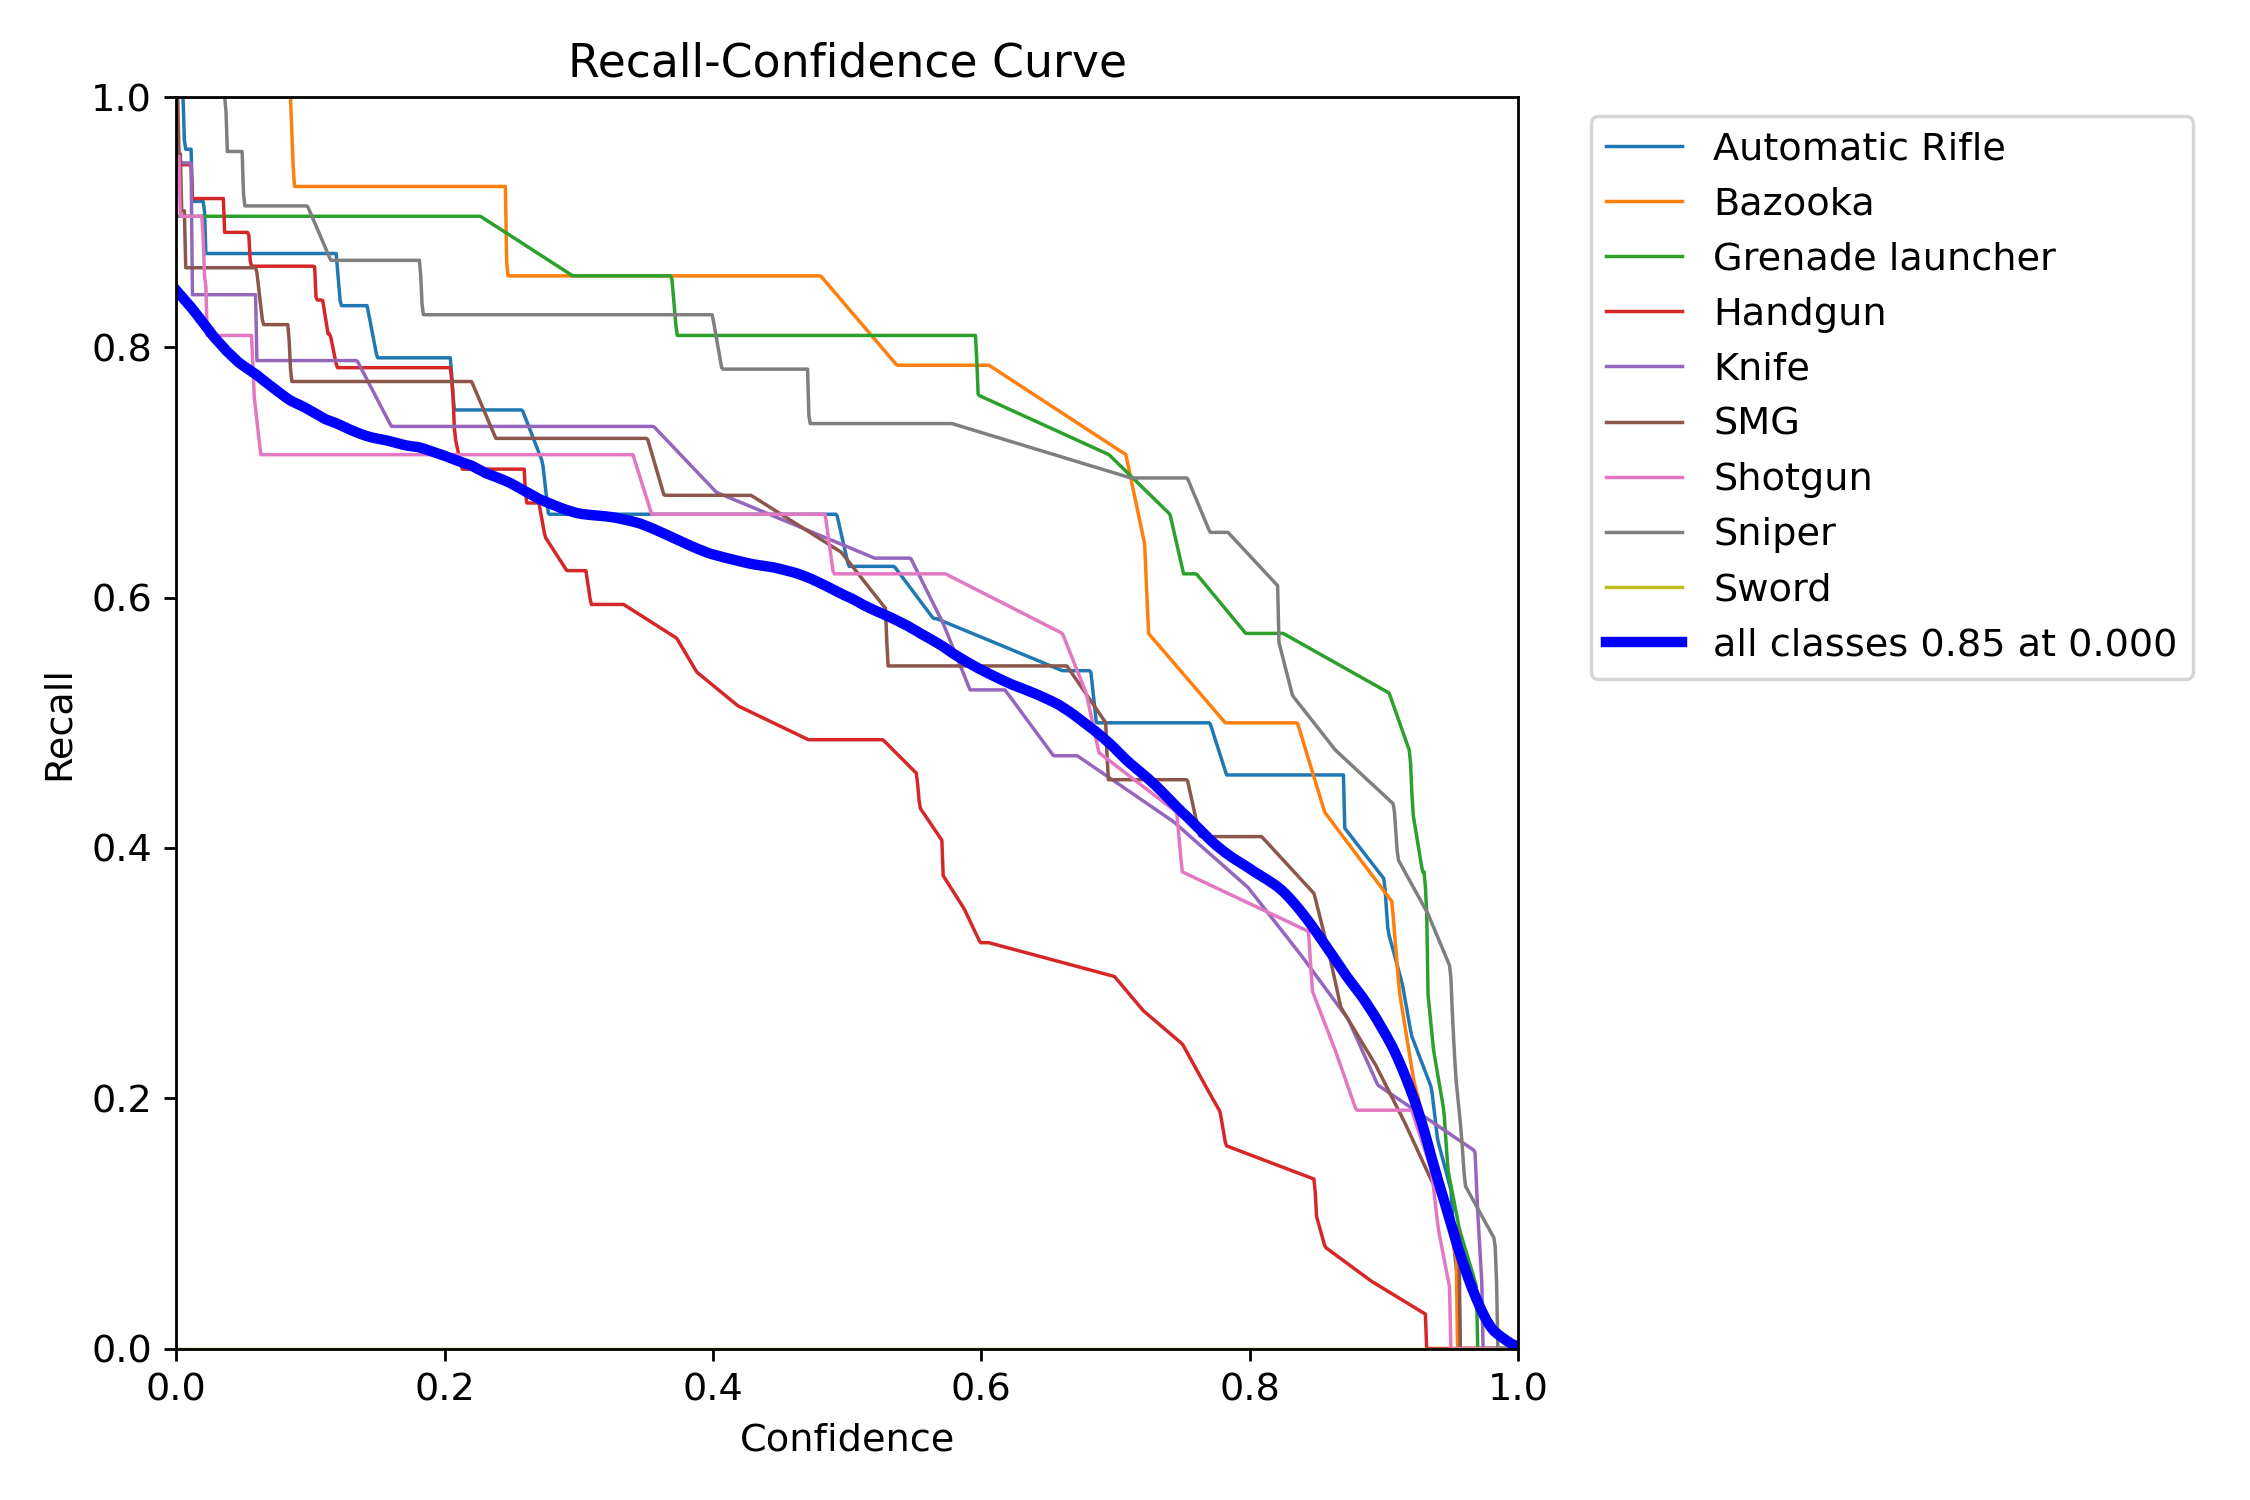 Recall-Confidence Curve
1.0
0.8
0.6
0.4
0.2
0.0
Recall
0.0 0.2 0.4 0.6 0.8 1.0
Confidence
Automatic Rifle
Bazooka
Grenade launcher
Handgun
Knife
SMG
Shotgun
Sniper
Sword
all classes 0.85 at 0.000